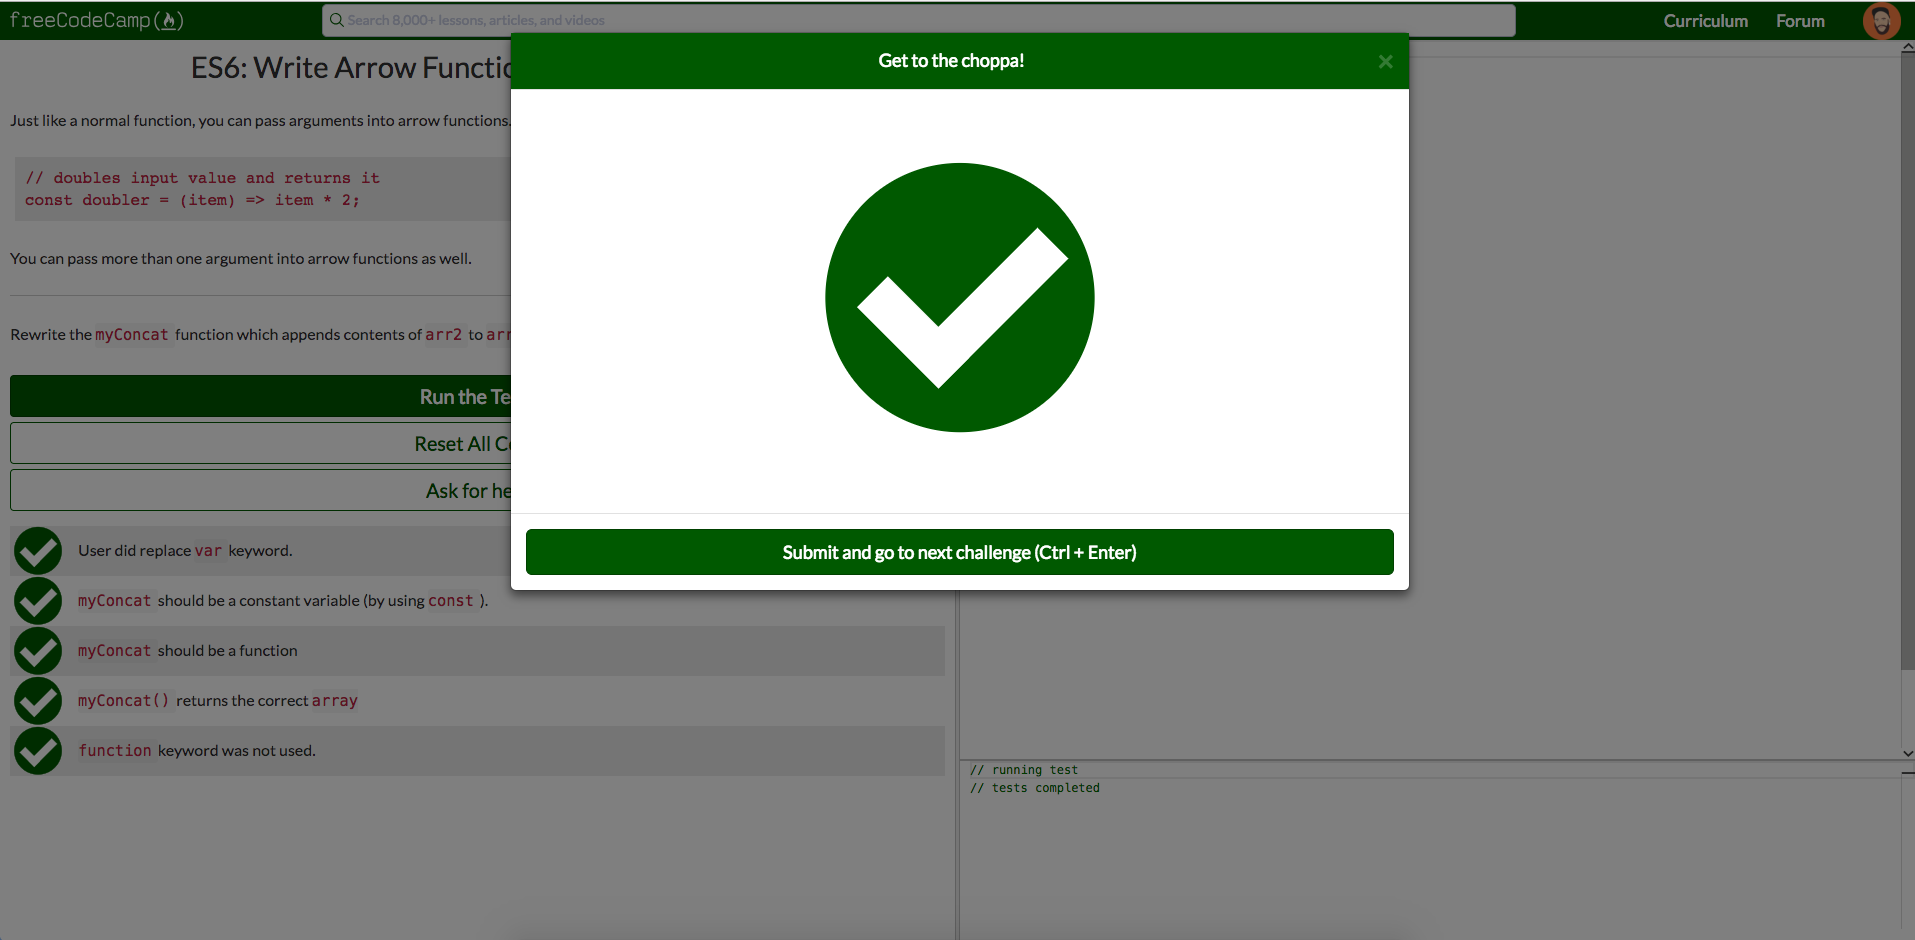 freeCodeCamp(🔥)
Search 8,000+ lessons, articles, and videos
Curriculum
Forum
Get to the choppa!
×
ES6: Write Arrow
Just like a normal function, you can pass arguments into arrow functions.
// doubles input value and returns it
const doubler = (item) => item * 2;
You can pass more than one argument into arrow functions as well.
Rewrite the myConcat function which appends contents of arr2 to
Run the
Reset All
Ask for
User did replace var keyword.
myConcat should be a constant variable (by using const ).
myConcat should be a function
myConcat() returns the correct array
function keyword was not used.
Submit and go to next challenge (Ctrl + Enter)
// running test
// tests completed